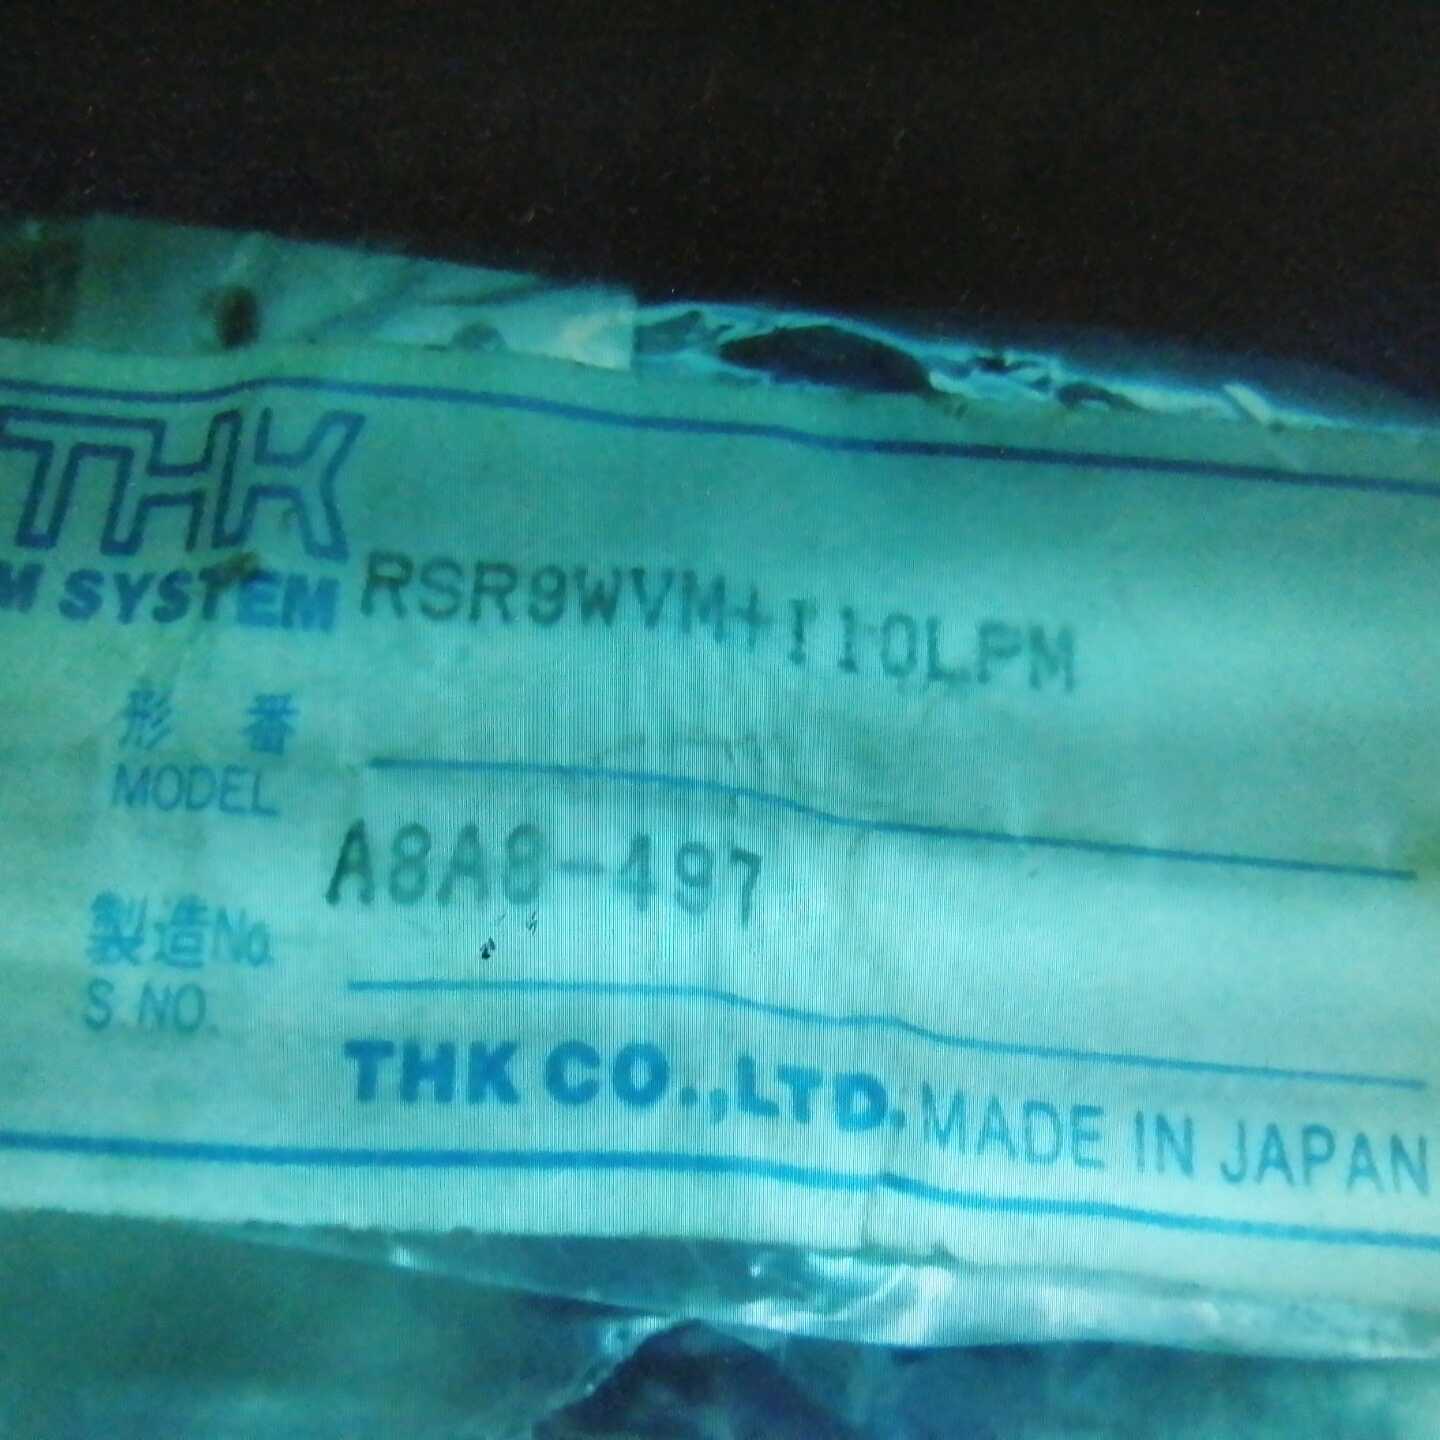 THK
M SYSTEM
RSR9WVM+110LPM
形 番
MODEL
A8A8-497
製造No.
S.NO.
THK CO.,LTD. MADE IN JAPAN